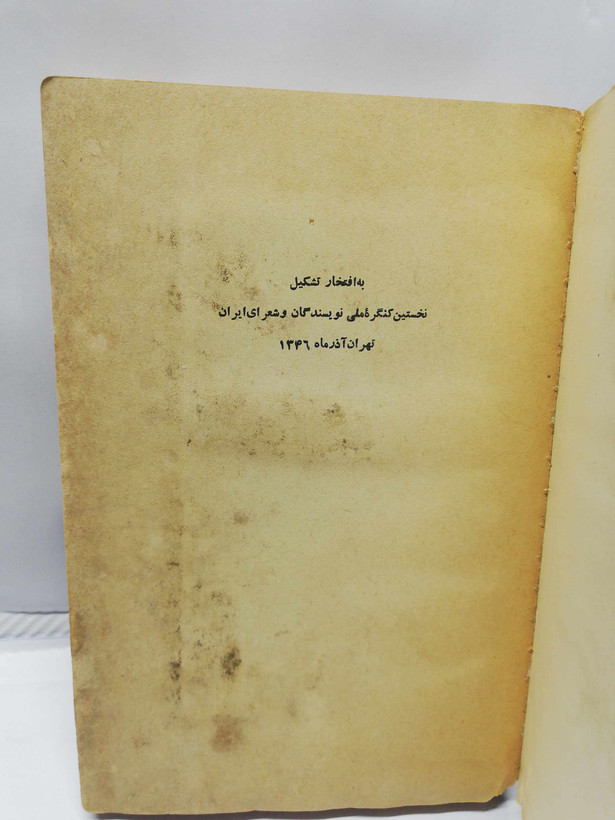 به افتخار تشکیل
نخستین کنگرهٔ ملی نویسندگان و شعرای ایران
تهران آذرماه ۱۳۴۶